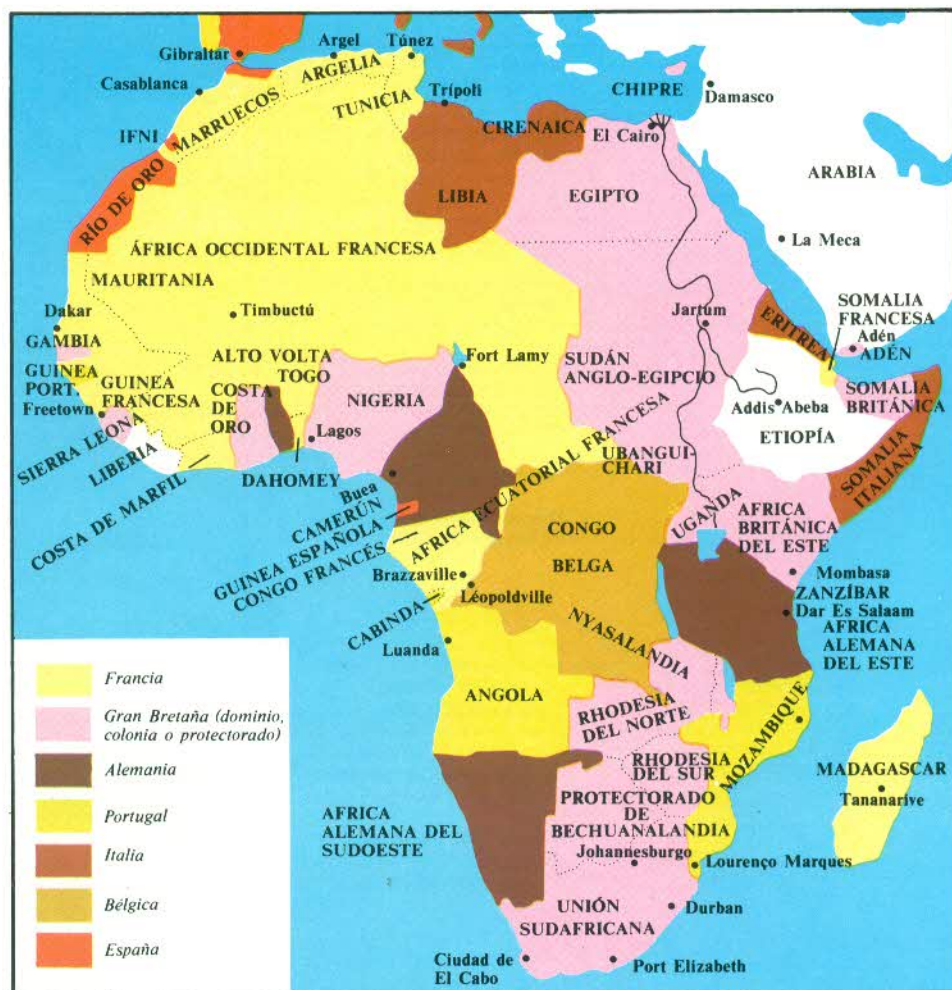 Gibraltar
Argel
Túnez
Casablanca
ARGELIA
TUNICIA
MARRUECOS
IFNI
Trípoli
CIRENAICA
CHIPRE
Damasco
El Cairo
ARABIA
RÍO DE ORO
LIBIA
EGIPTO
ÁFRICA OCCIDENTAL FRANCESA
MAURITANIA
La Meca
Dakar
Timbuctú
Jartum
ERITREA
SOMALIA
FRANCESA
Adén
ADÉN
GAMBIA
GUINEA
PORT.
GUINEA
FRANCESA
Freetown
SIERRA LEONA
LIBERIA
COSTA DE MARFIL
ALTO VOLTA
TOGO
COSTA
DE
ORO
NIGERIA
Lagos
DAHOMEY
Fort Lamy
SUDÁN
ANGLO-EGIPCIO
Addis Abeba
ETIOPÍA
SOMALIA
BRITÁNICA
SOMALIA
ITALIANA
Buea
CAMERÚN
GUINEA ESPAÑOLA
CONGO FRANCÉS
AFRICA ECUATORIAL FRANCESA
UBANGUI-
CHARI
UGANDA
AFRICA
BRITÁNICA
DEL ESTE
CONGO
BELGA
Brazzaville
Léopoldville
CABINDA
Mombasa
ZANZÍBAR
Dar Es Salaam
AFRICA
ALEMANA
DEL ESTE
Luanda
NYASALANDIA
ANGOLA
RHODESIA
DEL NORTE
MOZAMBIQUE
RHODESIA
DEL SUR
MADAGASCAR
Tananarive
AFRICA
ALEMANA DEL
SUDOESTE
PROTECTORADO
DE
BECHUANALANDIA
Johannesburgo
Lourenço Marques
UNIÓN
SUDAFRICANA
Durban
Ciudad de
El Cabo
Port Elizabeth
Francia
Gran Bretaña (dominio,
colonia o protectorado)
Alemania
Portugal
Italia
Bélgica
España